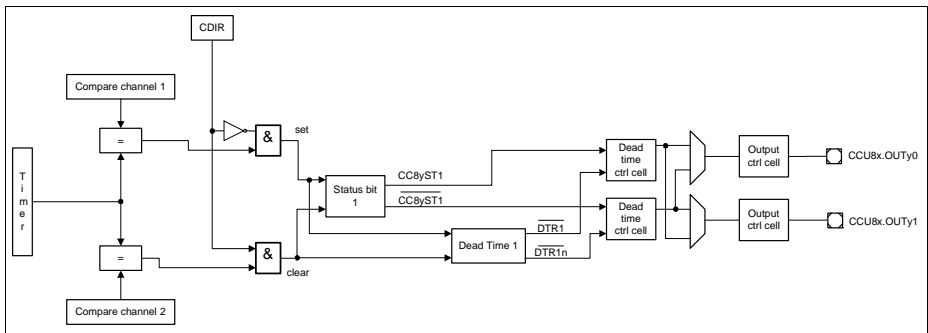 CDIR
Compare channel 1
=
&
set
Timer
Status bit
1
CC8yST1
CC8yST1
Dead
time
ctrl cell
Output
ctrl cell
CCU8x.OUTy0
Dead
time
ctrl cell
Output
ctrl cell
CCU8x.OUTy1
DTR1
Dead Time 1
DTR1n
=
&
clear
Compare channel 2